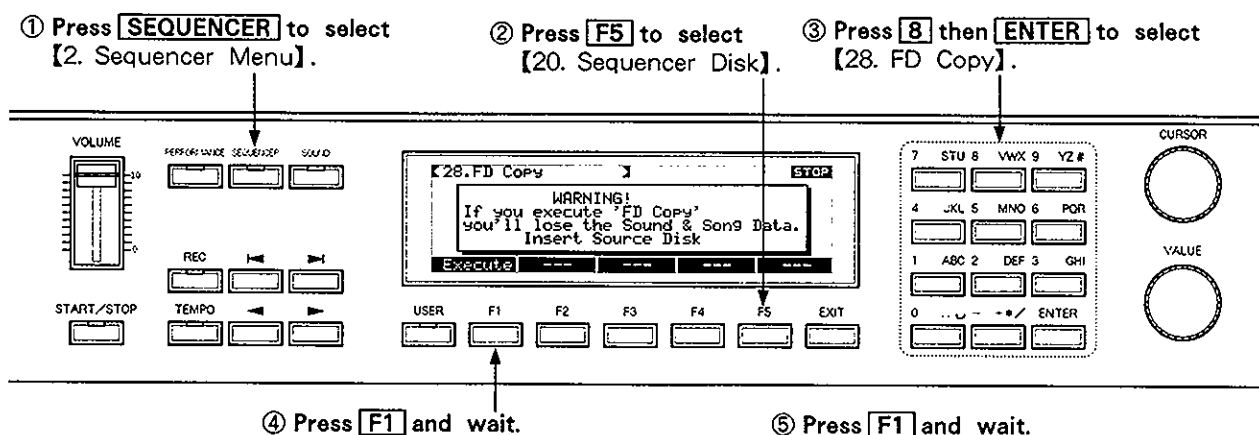 ① Press SEQUENCER to select
【2. Sequencer Menu】.
② Press F5 to select
【20. Sequencer Disk】.
③ Press 8 then ENTER to select
【28. FD Copy】.
VOLUME
10
0
PERFORMANCE SEQUENCER SOUND
REC
START/STOP
TEMPO
【28.FD Copy 】 STOP
WARNING!
If you execute 'FD Copy'
you'll lose the Sound & Song Data.
Insert Source Disk
Execute --- --- --- ---
USER F1 F2 F3 F4 F5 EXIT
7 STU 8 VWX 9 YZ#
4 JKL 5 MNO 6 PQR
1 ABC 2 DEF 3 GHI
0 ENTER
CURSOR
VALUE
④ Press F1 and wait.
⑤ Press F1 and wait.